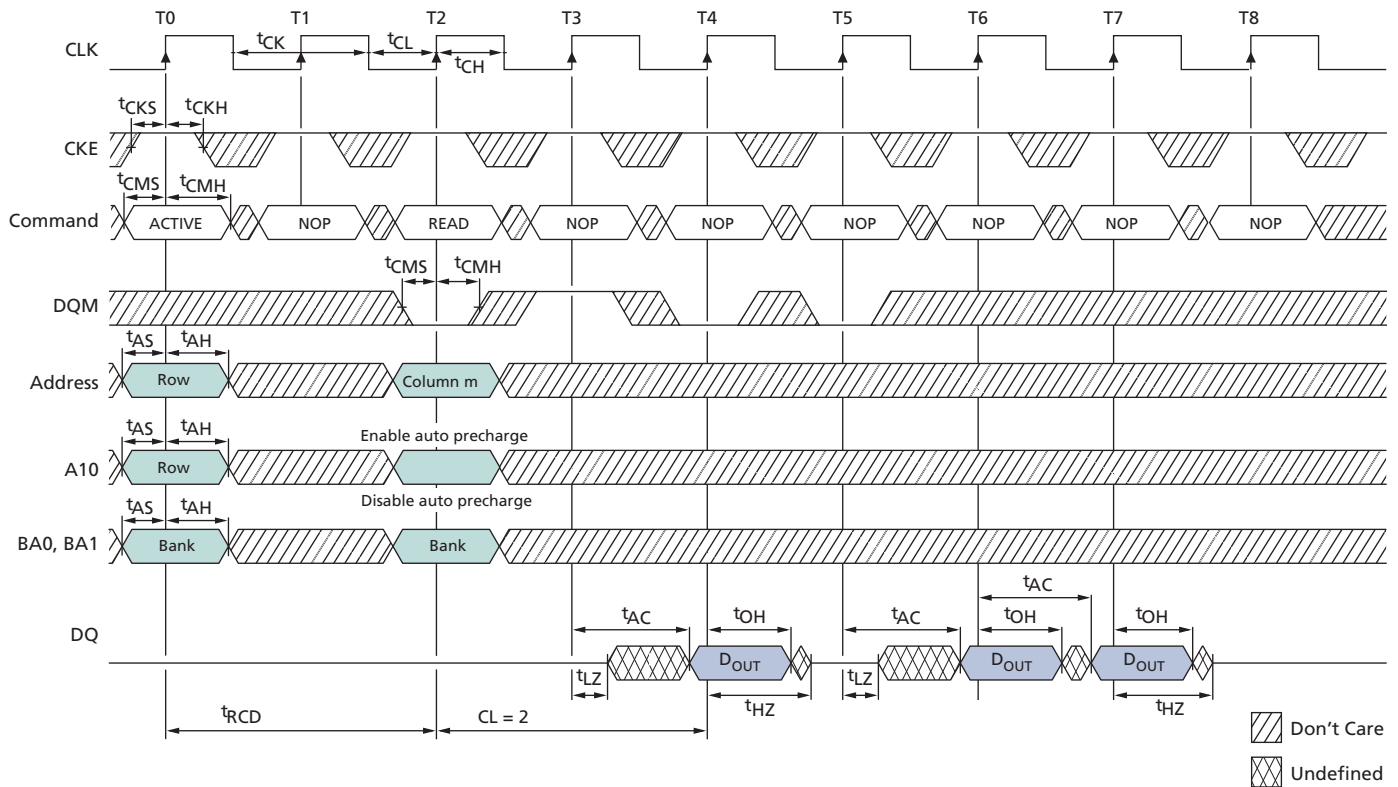 T0 T1 T2 T3 T4 T5 T6 T7 T8
CLK
tCK tCL
tCH
tCKS tCKH
CKE
tCMS tCMH
Command ACTIVE NOP READ NOP NOP NOP NOP NOP NOP
tCMS tCMH
DQM
tAS tAH
Address Row Column m
tAS tAH
Enable auto precharge
A10 Row
Disable auto precharge
tAS tAH
BA0, BA1 Bank Bank
tAC
tAC tOH tAC tOH tOH
DQ
DOUT DOUT DOUT
tLZ tLZ
tHZ tHZ
tRCD CL = 2
Don't Care
Undefined